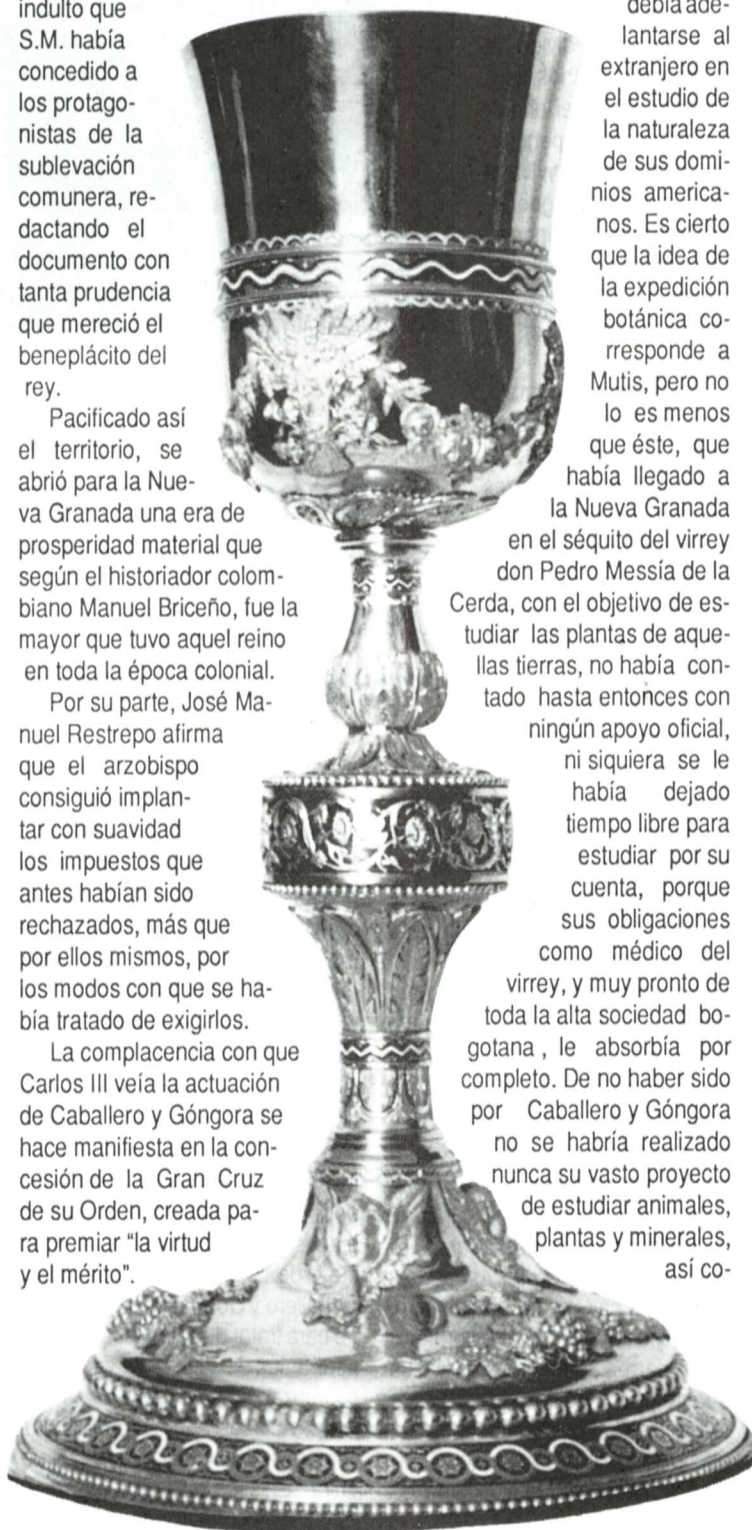 indulto que
S.M. había
concedido a
los protago-
nistas de la
sublevación
comunera, re-
dactando el
documento con
tanta prudencia
que mereció el
beneplácito del
rey.
Pacificado así
el territorio, se
abrió para la Nue-
va Granada una era de
prosperidad material que
según el historiador colom-
biano Manuel Briceño, fue la
mayor que tuvo aquel reino
en toda la época colonial.
Por su parte, José Ma-
nuel Restrepo afirma
que el arzobispo
consiguió implan-
tar con suavidad
los impuestos que
antes habían sido
rechazados, más que
por ellos mismos, por
los modos con que se ha-
bía tratado de exigirlos.
La complacencia con que
Carlos III veía la actuación
de Caballero y Góngora se
hace manifiesta en la con-
cesión de la Gran Cruz
de su Orden, creada pa-
ra premiar “la virtud
y el mérito”.
debía ade-
lantarse al
extranjero en
el estudio de
la naturaleza
de sus domi-
nios america-
nos. Es cierto
que la idea de
la expedición
botánica co-
rresponde a
Mutis, pero no
lo es menos
que éste, que
había llegado a
la Nueva Granada
en el séquito del virrey
don Pedro Messía de la
Cerda, con el objetivo de es-
tudiar las plantas de aque-
llas tierras, no había con-
tado hasta entonces con
ningún apoyo oficial,
ni siquiera se le
había dejado
tiempo libre para
estudiar por su
cuenta, porque
sus obligaciones
como médico del
virrey, y muy pronto de
toda la alta sociedad bo-
gotana , le absorbía por
completo. De no haber sido
por Caballero y Góngora
no se habría realizado
nunca su vasto proyecto
de estudiar animales,
plantas y minerales,
así co-